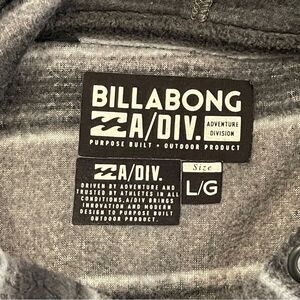 BILLABONG
A/DIV. ADVENTURE
DIVISION
PURPOSE BUILT • OUTDOOR PRODUCT
A/DIV.
DRIVEN BY ADVENTURE AND
TRUSTED BY ATHLETES IN ALL
CONDITIONS, A/DIV BRINGS
INNOVATION AND MODERN
DESIGN TO PURPOSE BUILT
OUTDOOR PRODUCT.
Size
L/G